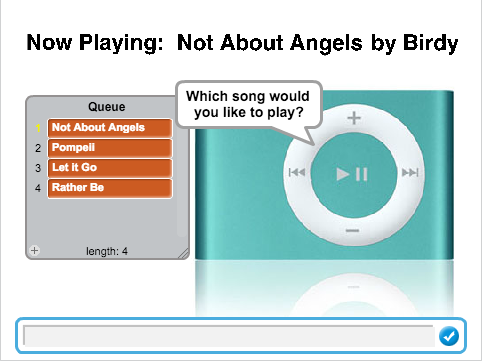 Now Playing:  Not About Angels by Birdy
Queue
1 Not About Angels
2 Pompeii
3 Let It Go
4 Rather Be
+ length: 4
Which song would
you like to play?
+
−